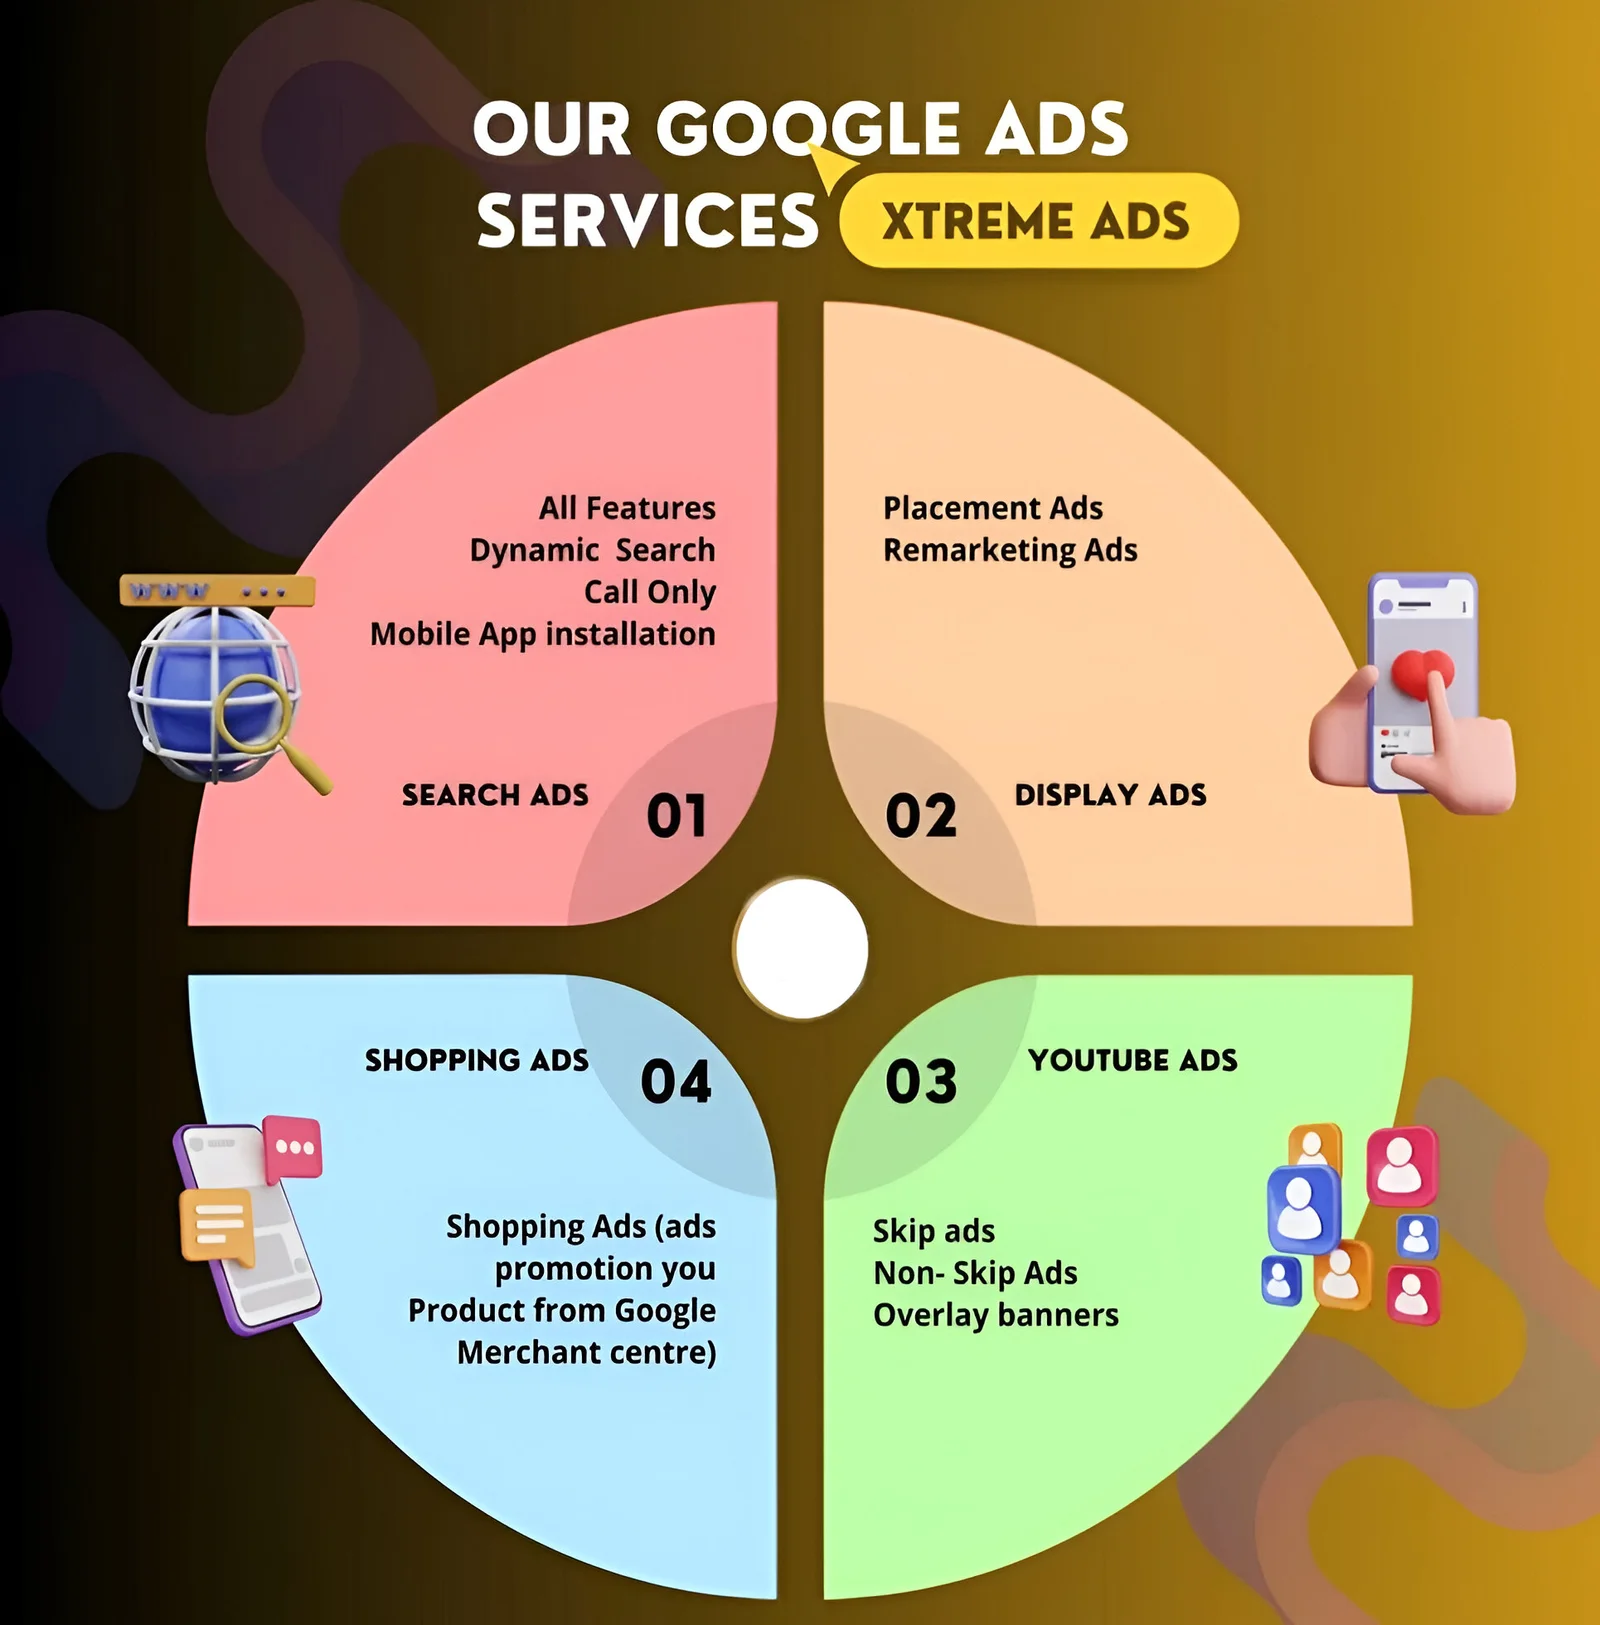 OUR GOOGLE ADS
SERVICES
XTREME ADS
WWW
All Features
Dynamic  Search
Call Only
Mobile App installation
SEARCH ADS
01
Placement Ads
Remarketing Ads
02
DISPLAY ADS
SHOPPING ADS
04
Shopping Ads (ads
promotion you
Product from Google
Merchant centre)
03
YOUTUBE ADS
Skip ads
Non- Skip Ads
Overlay banners